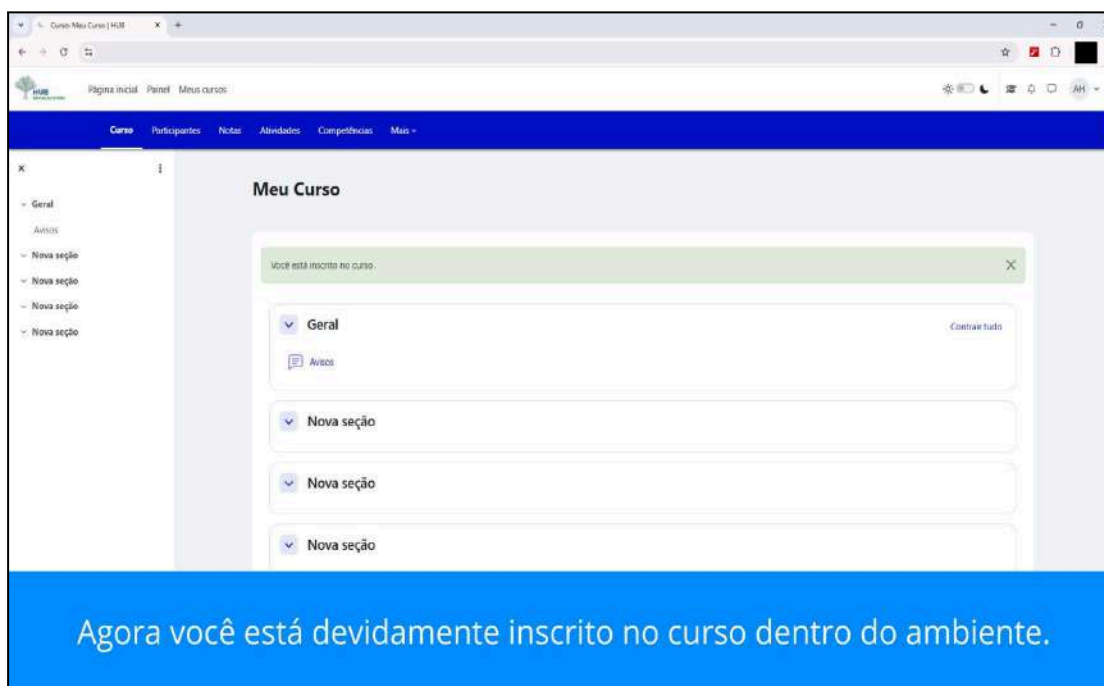 Curso: Meu Curso | HUB
HUB
Página inicial Painel Meus cursos
AH
Curso Participantes Notas Atividades Competências Mais
Geral
Avisos
Nova seção
Nova seção
Nova seção
Nova seção
Meu Curso
Você está inscrito no curso.
Geral
Contrair tudo
Avisos
Nova seção
Nova seção
Nova seção
Agora você está devidamente inscrito no curso dentro do ambiente.